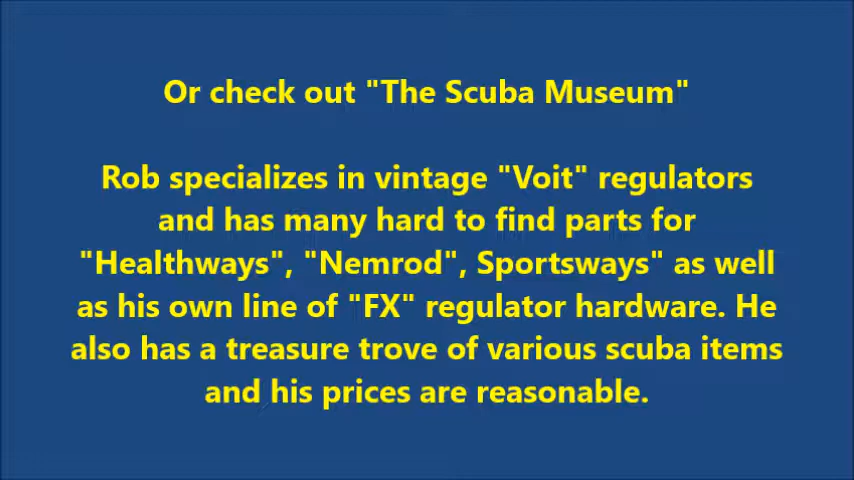 Or check out "The Scuba Museum"
Rob specializes in vintage "Voit" regulators
and has many hard to find parts for
"Healthways", "Nemrod", Sportsways" as well
as his own line of "FX" regulator hardware. He
also has a treasure trove of various scuba items
and his prices are reasonable.